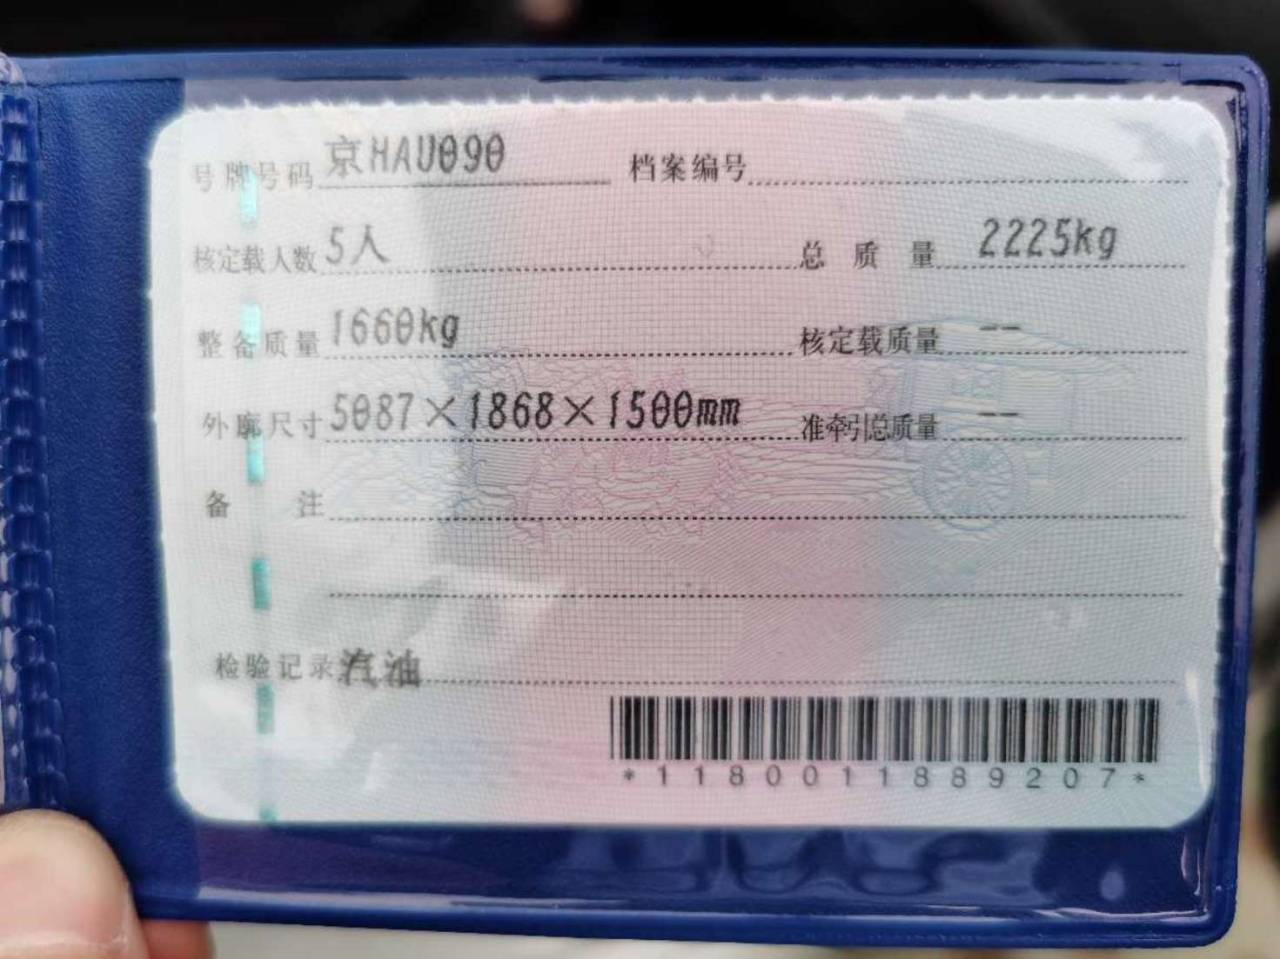 号牌号码 京HAU090 档案编号
核定载人数 5人 总质量 2225kg
整备质量 1660kg 核定载质量 --
外廓尺寸 5087×1868×1500mm 准牵引总质量 --
备注
检验记录 汽油
*1180011889207*